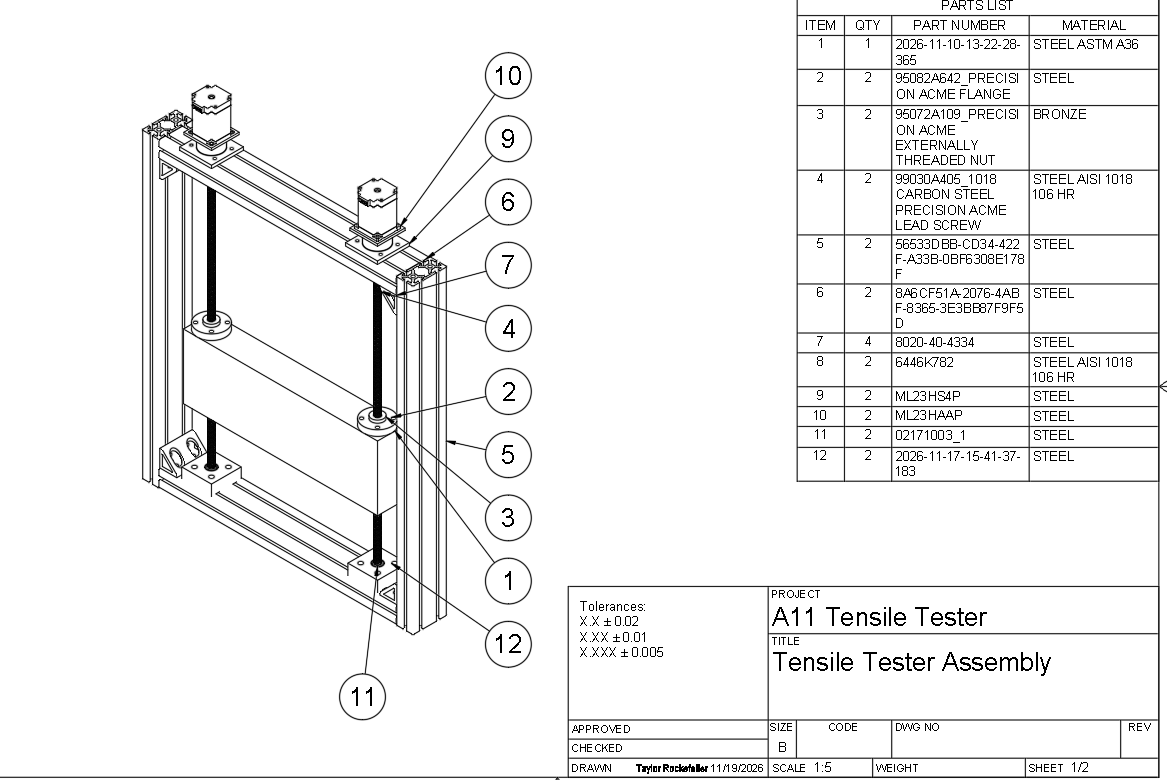 PARTS LIST
ITEM QTY PART NUMBER MATERIAL
1 1 2026-11-10-13-22-28- STEEL ASTM A36
365
2 2 95082A642_PRECISI STEEL
ON ACME FLANGE
3 2 95072A109_PRECISI BRONZE
ON ACME
EXTERNALLY
THREADED NUT
4 2 99030A405_1018 STEEL AISI 1018
CARBON STEEL 106 HR
PRECISION ACME
LEAD SCREW
5 2 56533DBB-CD34-422 STEEL
F-A33B-0BF6308E178
F
6 2 8A6CF51A-2076-4AB STEEL
F-8365-3E3BB87F9F5
D
7 4 8020-40-4334 STEEL
8 2 6446K782 STEEL AISI 1018
106 HR
9 2 ML23HS4P STEEL
10 2 ML23HAAP STEEL
11 2 02171003_1 STEEL
12 2 2026-11-17-15-41-37- STEEL
183
10
9
6
7
4
2
5
3
1
12
11
Tolerances:
X.X ± 0.02
X.XX ± 0.01
X.XXX ± 0.005
PROJECT
A11 Tensile Tester
TITLE
Tensile Tester Assembly
APPROVED
CHECKED
DRAWN Taylor Rockefeller 11/19/2026
SIZE CODE DWG NO REV
B
SCALE 1:5 WEIGHT SHEET 1/2